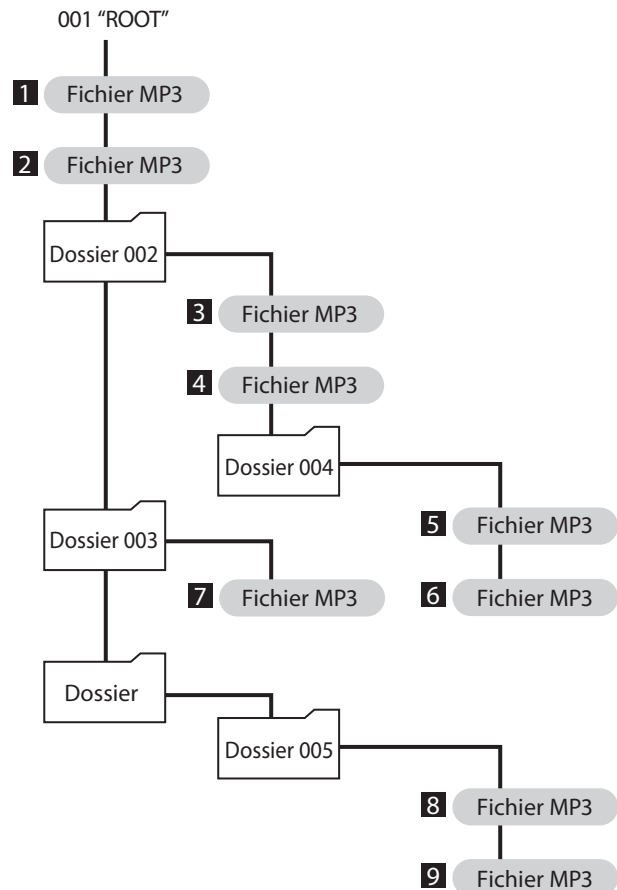 001 “ROOT”
1 Fichier MP3
2 Fichier MP3
Dossier 002
3 Fichier MP3
4 Fichier MP3
Dossier 004
5 Fichier MP3
Dossier 003
7 Fichier MP3
6 Fichier MP3
Dossier
Dossier 005
8 Fichier MP3
9 Fichier MP3